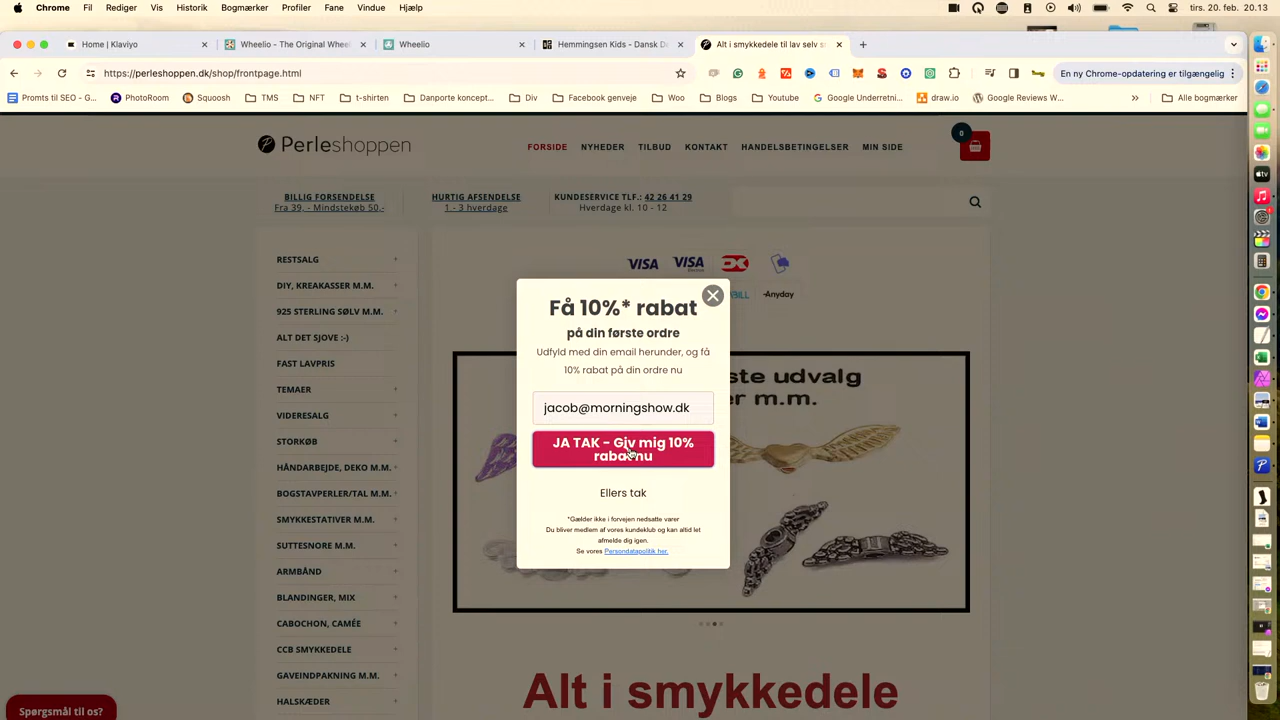 Chrome Fil Rediger Vis Historik Bogmærker Profiler Fane Vindue Hjælp tirs. 20. feb. 20.13
Home | Klaviyo Wheelio - The Original Wheel Wheelio Hemmingsen Kids - Dansk De Alt i smykkedele til lav selv s
https://perleshoppen.dk/shop/frontpage.html En ny Chrome-opdatering er tilgængelig
Promts til SEO - G... PhotoRoom Squoosh TMS NFT t-shirten Danporte koncept... Div Facebook genveje Woo Blogs Youtube Google Underretni... draw.io Google Reviews W... Alle bogmærker
Perleshoppen
FORSIDE NYHEDER TILBUD KONTAKT HANDELSBETINGELSER MIN SIDE
0
BILLIG FORSENDELSE
Fra 39, - Mindstekøb 50,-
HURTIG AFSENDELSE
1 - 3 hverdage
KUNDESERVICE TLF.: 42 26 41 29
Hverdage kl. 10 - 12
RESTSALG
DIY, KREAKASSER M.M.
925 STERLING SØLV M.M.
ALT DET SJOVE :-)
FAST LAVPRIS
TEMAER
VIDERESALG
STORKØB
HÅNDARBEJDE, DEKO M.M.
BOGSTAVPERLER/TAL M.M.
SMYKKESTATIVER M.M.
SUTTESNORE M.M.
ARMBÅND
BLANDINGER, MIX
CABOCHON, CAMÉE
CCB SMYKKEDELE
GAVEINDPAKNING M.M.
HALSKÆDER
VISA VISA
BILL Anyday
Få 10%* rabat
på din første ordre
Udfyld med din email herunder, og få
10% rabat på din ordre nu
jacob@morningshow.dk
JA TAK - Giv mig 10%
rabat nu
Ellers tak
*Gælder ikke i forvejen nedsatte varer
Du bliver medlem af vores kundeklub og kan altid let
afmelde dig igen.
Se vores Persondatapolitik her.
ste udvalg
er m.m.
Alt i smykkedele
Spørgsmål til os?